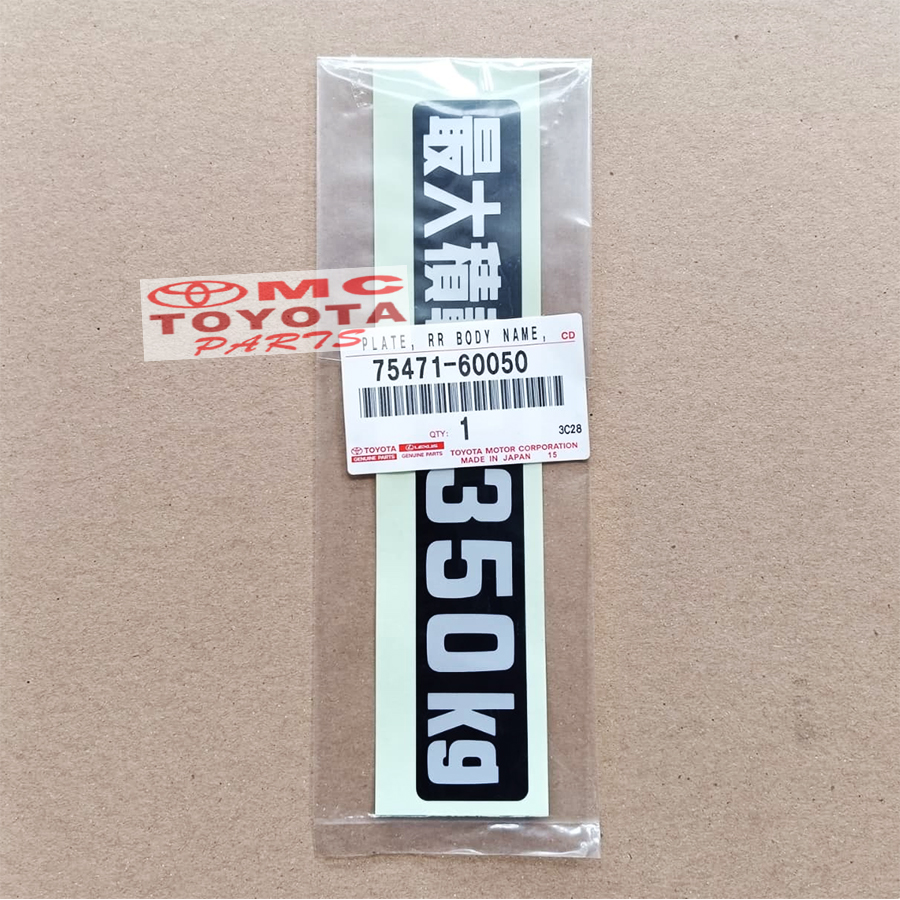 最大積
350kg
OMC
TOYOTA
PARTS
PLATE, RR BODY NAME, CD
75471-60050
QTY: 1
3C28
TOYOTA
GENUINE PARTS
LEXUS
GENUINE PARTS
TOYOTA MOTOR CORPORATION
MADE IN JAPAN 15